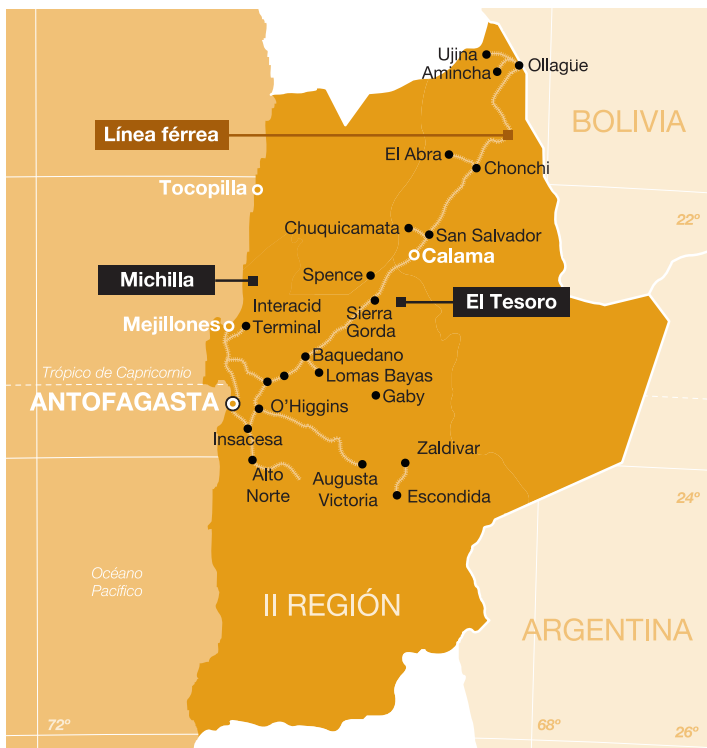 Ujina
Amincha
Ollagüe
BOLIVIA
Línea férrea
El Abra
Chonchi
Tocopilla
22º
Chuquicamata
San Salvador
Calama
Spence
Michilla
El Tesoro
Interacid
Terminal
Sierra
Gorda
Mejillones
Baquedano
Trópico de Capricornio
Lomas Bayas
ANTOFAGASTA
Gaby
O’Higgins
Insacesa
Zaldivar
Alto
Norte
Augusta
Victoria
Escondida
24º
Océano
Pacífico
II REGIÓN
ARGENTINA
72º
68º
26º